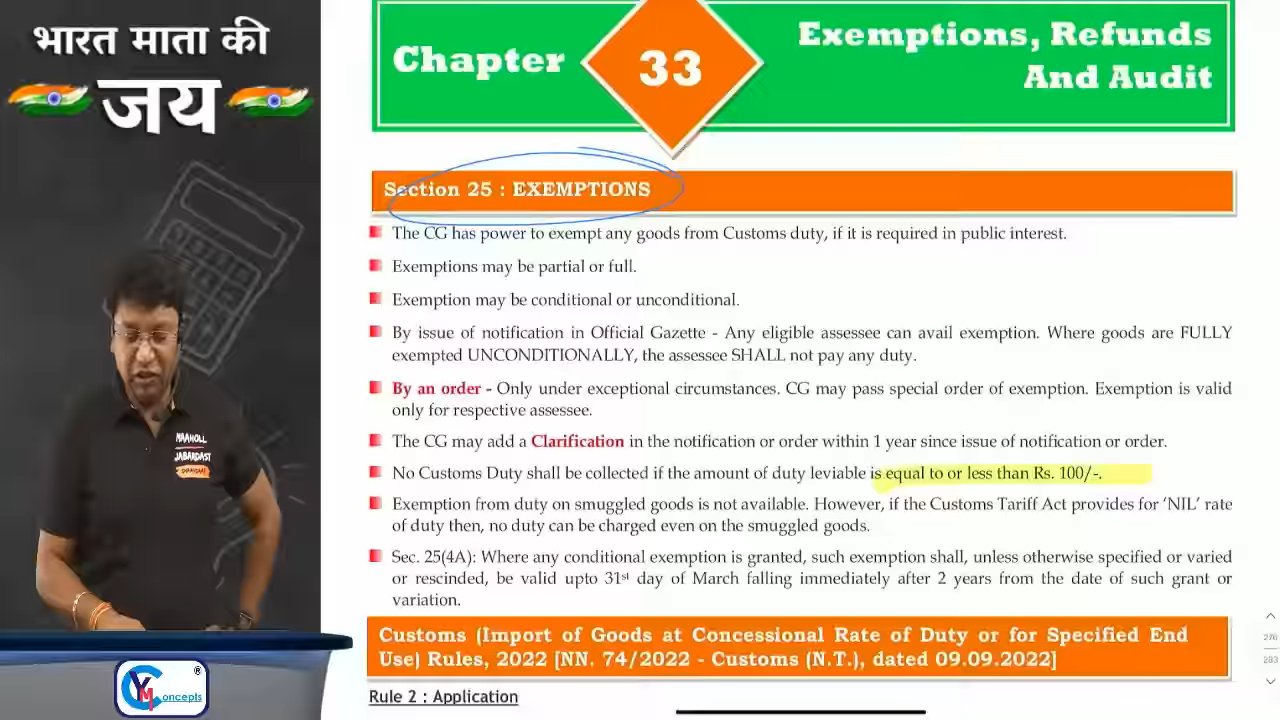 भारत माता की
जय
Chapter
33
Exemptions, Refunds
And Audit
Section 25 : EXEMPTIONS
The CG has power to exempt any goods from Customs duty, if it is required in public interest.
Exemptions may be partial or full.
Exemption may be conditional or unconditional.
By issue of notification in Official Gazette - Any eligible assessee can avail exemption. Where goods are FULLY
exempted UNCONDITIONALLY, the assessee SHALL not pay any duty.
By an order - Only under exceptional circumstances. CG may pass special order of exemption. Exemption is valid
only for respective assessee.
The CG may add a Clarification in the notification or order within 1 year since issue of notification or order.
No Customs Duty shall be collected if the amount of duty leviable is equal to or less than Rs. 100/-.
Exemption from duty on smuggled goods is not available. However, if the Customs Tariff Act provides for ‘NIL’ rate
of duty then, no duty can be charged even on the smuggled goods.
Sec. 25(4A): Where any conditional exemption is granted, such exemption shall, unless otherwise specified or varied
or rescinded, be valid upto 31st day of March falling immediately after 2 years from the date of such grant or
variation.
Customs (Import of Goods at Concessional Rate of Duty or for Specified End
Use) Rules, 2022 [NN. 74/2022 - Customs (N.T.), dated 09.09.2022]
Rule 2 : Application
MAAHOLL
JABARDAST
YM Concepts
®
276
283